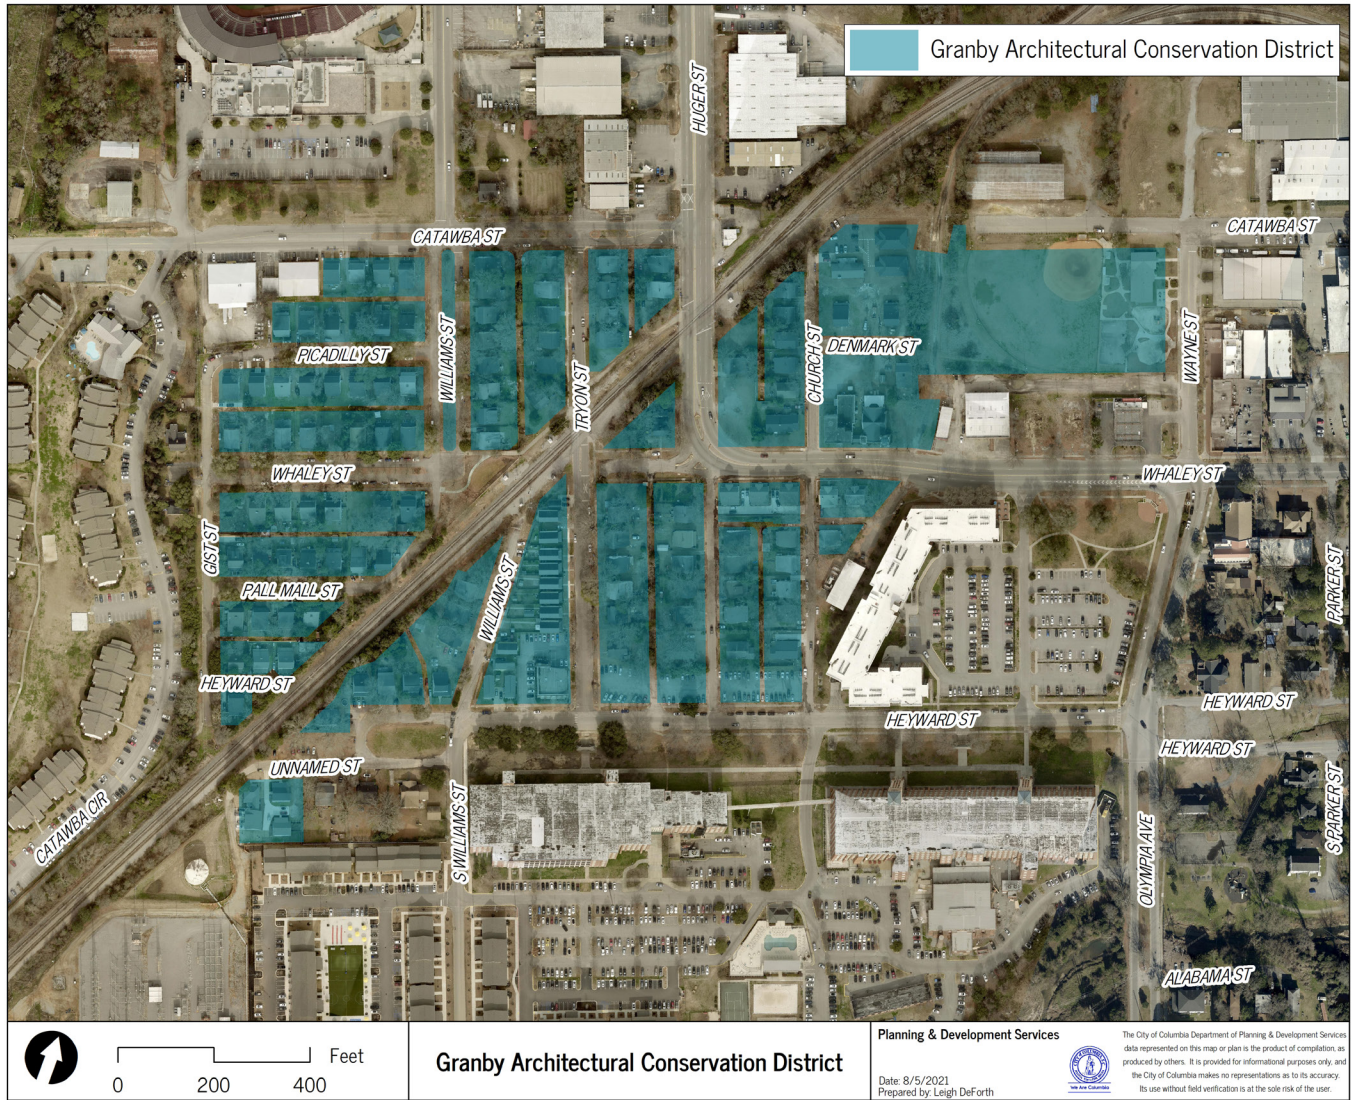 Granby Architectural Conservation District
HUGER ST
CATAWBA ST
CATAWBA ST
WILLIAMS ST
PICADILLY ST
TRYON ST
CHURCH ST
DENMARK ST
WAYNE ST
WHALEY ST
WHALEY ST
GIST ST
PALL MALL ST
WILLIAMS ST
PARKER ST
HEYWARD ST
HEYWARD ST
HEYWARD ST
HEYWARD ST
UNNAMED ST
CATAWBA CIR
S WILLIAMS ST
OLYMPIA AVE
S PARKER ST
ALABAMA ST
Feet
0 200 400
Granby Architectural Conservation District
Planning & Development Services
Date: 8/5/2021
Prepared by: Leigh DeForth
We Are Columbia
The City of Columbia Department of Planning & Development Services
data represented on this map or plan is the product of compilation, as
produced by others. It is provided for informational purposes only, and
the City of Columbia makes no representations as to its accuracy.
Its use without field verification is at the sole risk of the user.